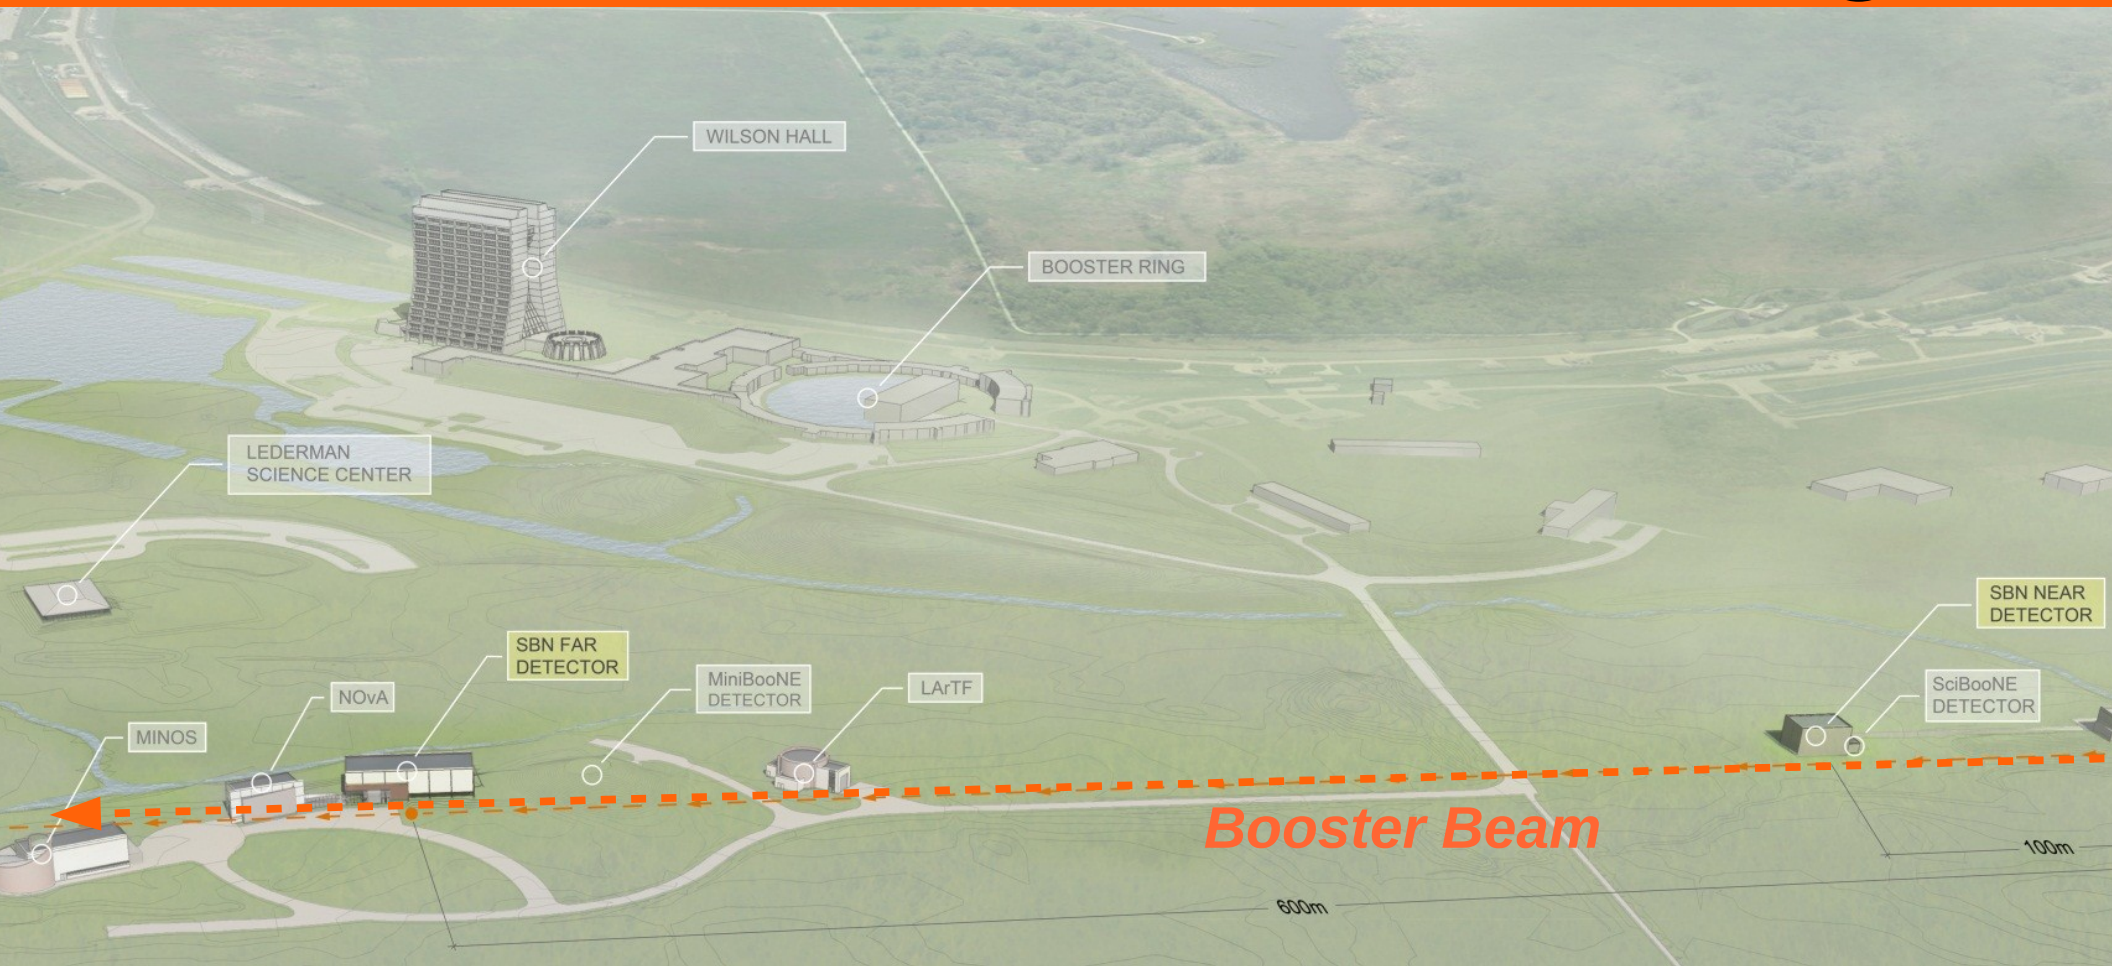 WILSON HALL
BOOSTER RING
LEDERMAN
SCIENCE CENTER
SBN NEAR
DETECTOR
SBN FAR
DETECTOR
MiniBooNE
DETECTOR
LArTF
SciBooNE
DETECTOR
NOvA
MINOS
Booster Beam
100m
600m